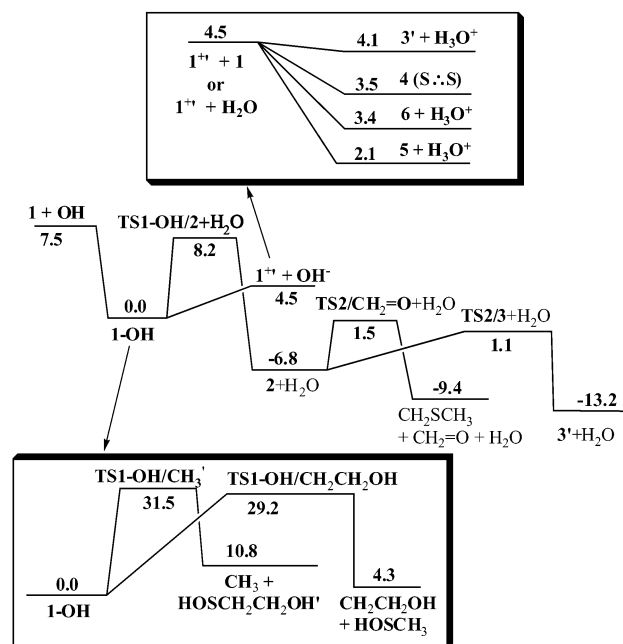 4.5
1⁺' + 1
or
1⁺' + H₂O
4.1 3' + H₃O⁺
3.5 4 (S∴S)
3.4 6 + H₃O⁺
2.1 5 + H₃O⁺
1 + OH
7.5
TS1-OH/2+H₂O
8.2
0.0
1-OH
1⁺' + OH⁻
4.5
TS2/CH₂=O+H₂O
1.5
TS2/3+H₂O
1.1
-6.8
2+H₂O
-9.4
CH₂SCH₃
+ CH₂=O + H₂O
-13.2
3'+H₂O
TS1-OH/CH₃'
31.5
TS1-OH/CH₂CH₂OH
29.2
0.0
1-OH
10.8
CH₃ +
HOSCH₂CH₂OH'
4.3
CH₂CH₂OH
+ HOSCH₃